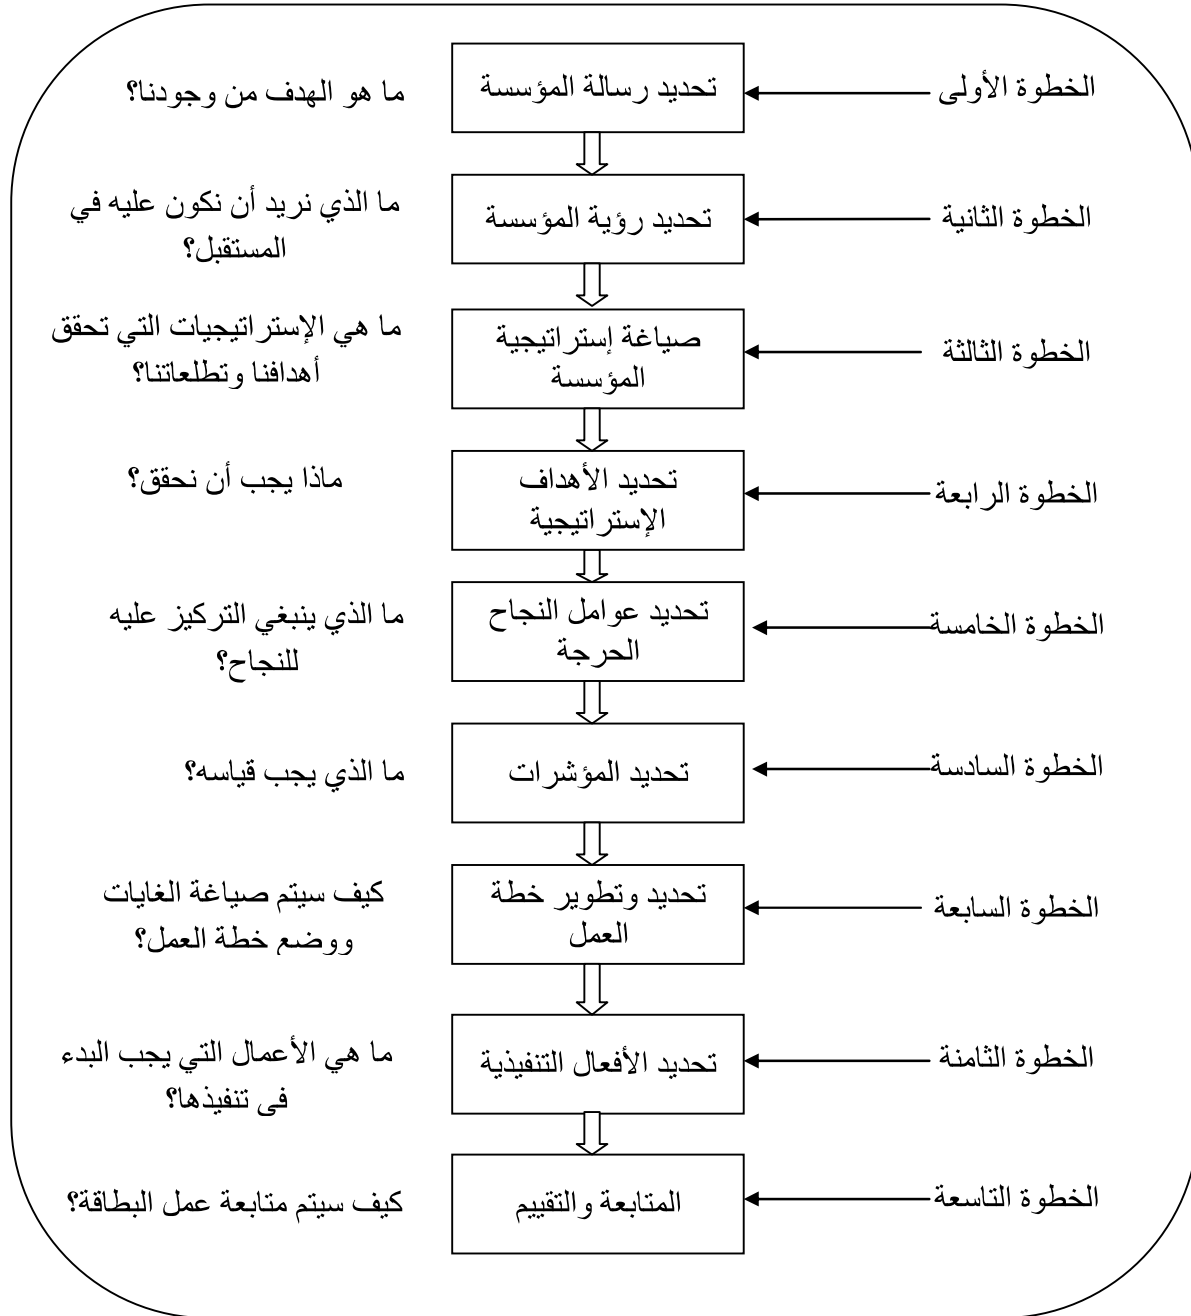 الخطوة الأولى
تحديد رسالة المؤسسة
ما هو الهدف من وجودنا؟
الخطوة الثانية
تحديد رؤية المؤسسة
ما الذي نريد أن نكون عليه في
المستقبل؟
الخطوة الثالثة
صياغة إستراتيجية
المؤسسة
ما هي الإستراتيجيات التي تحقق
أهدافنا وتطلعاتنا؟
الخطوة الرابعة
تحديد الأهداف
الإستراتيجية
ماذا يجب أن نحقق؟
الخطوة الخامسة
تحديد عوامل النجاح
الحرجة
ما الذي ينبغي التركيز عليه
للنجاح؟
الخطوة السادسة
تحديد المؤشرات
ما الذي يجب قياسه؟
الخطوة السابعة
تحديد وتطوير خطة
العمل
كيف سيتم صياغة الغايات
ووضع خطة العمل؟
الخطوة الثامنة
تحديد الأفعال التنفيذية
ما هي الأعمال التي يجب البدء
في تنفيذها؟
الخطوة التاسعة
المتابعة والتقييم
كيف سيتم متابعة عمل البطاقة؟